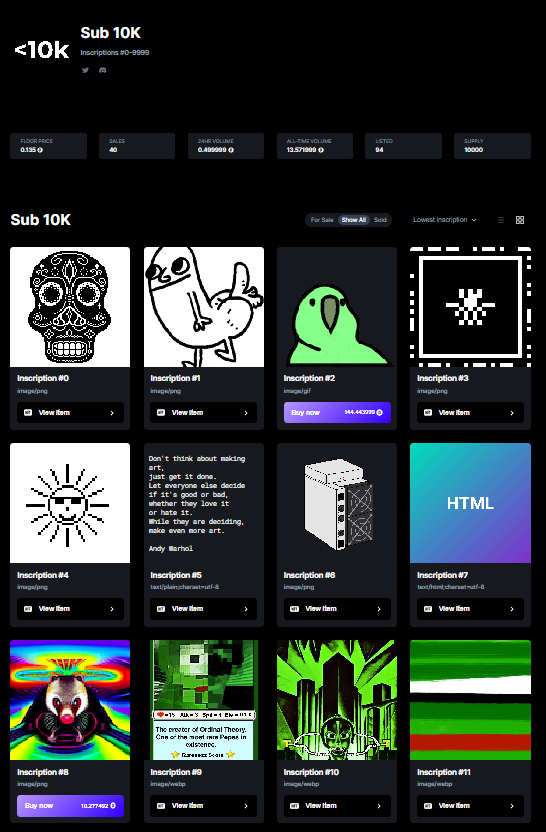 <10k
Sub 10K
Inscriptions #0-9999
FLOOR PRICE
0.135
SALES
40
24HR VOLUME
0.499999
ALL-TIME VOLUME
13.571999
LISTED
94
SUPPLY
10000
Sub 10K
For Sale Show All Sold
Lowest Inscription
Inscription #0
image/png
View Item
Inscription #1
image/png
View Item
Inscription #2
image/gif
Buy now 144.443999
Inscription #3
image/png
View Item
Inscription #4
image/png
View Item
Don't think about making
art,
just get it done.
Let everyone else decide
if it's good or bad,
whether they love it
or hate it.
While they are deciding,
make even more art.
Andy Warhol
Inscription #5
text/plain;charset=utf-8
View Item
Inscription #6
image/png
View Item
HTML
Inscription #7
text/html;charset=utf-8
View Item
Inscription #8
image/png
Buy now 10.277492
The creator of Ordinal Theory.
One of the most rare Pepes in
existence.
Inscription #9
image/webp
View Item
Inscription #10
image/webp
View Item
Inscription #11
image/webp
View Item